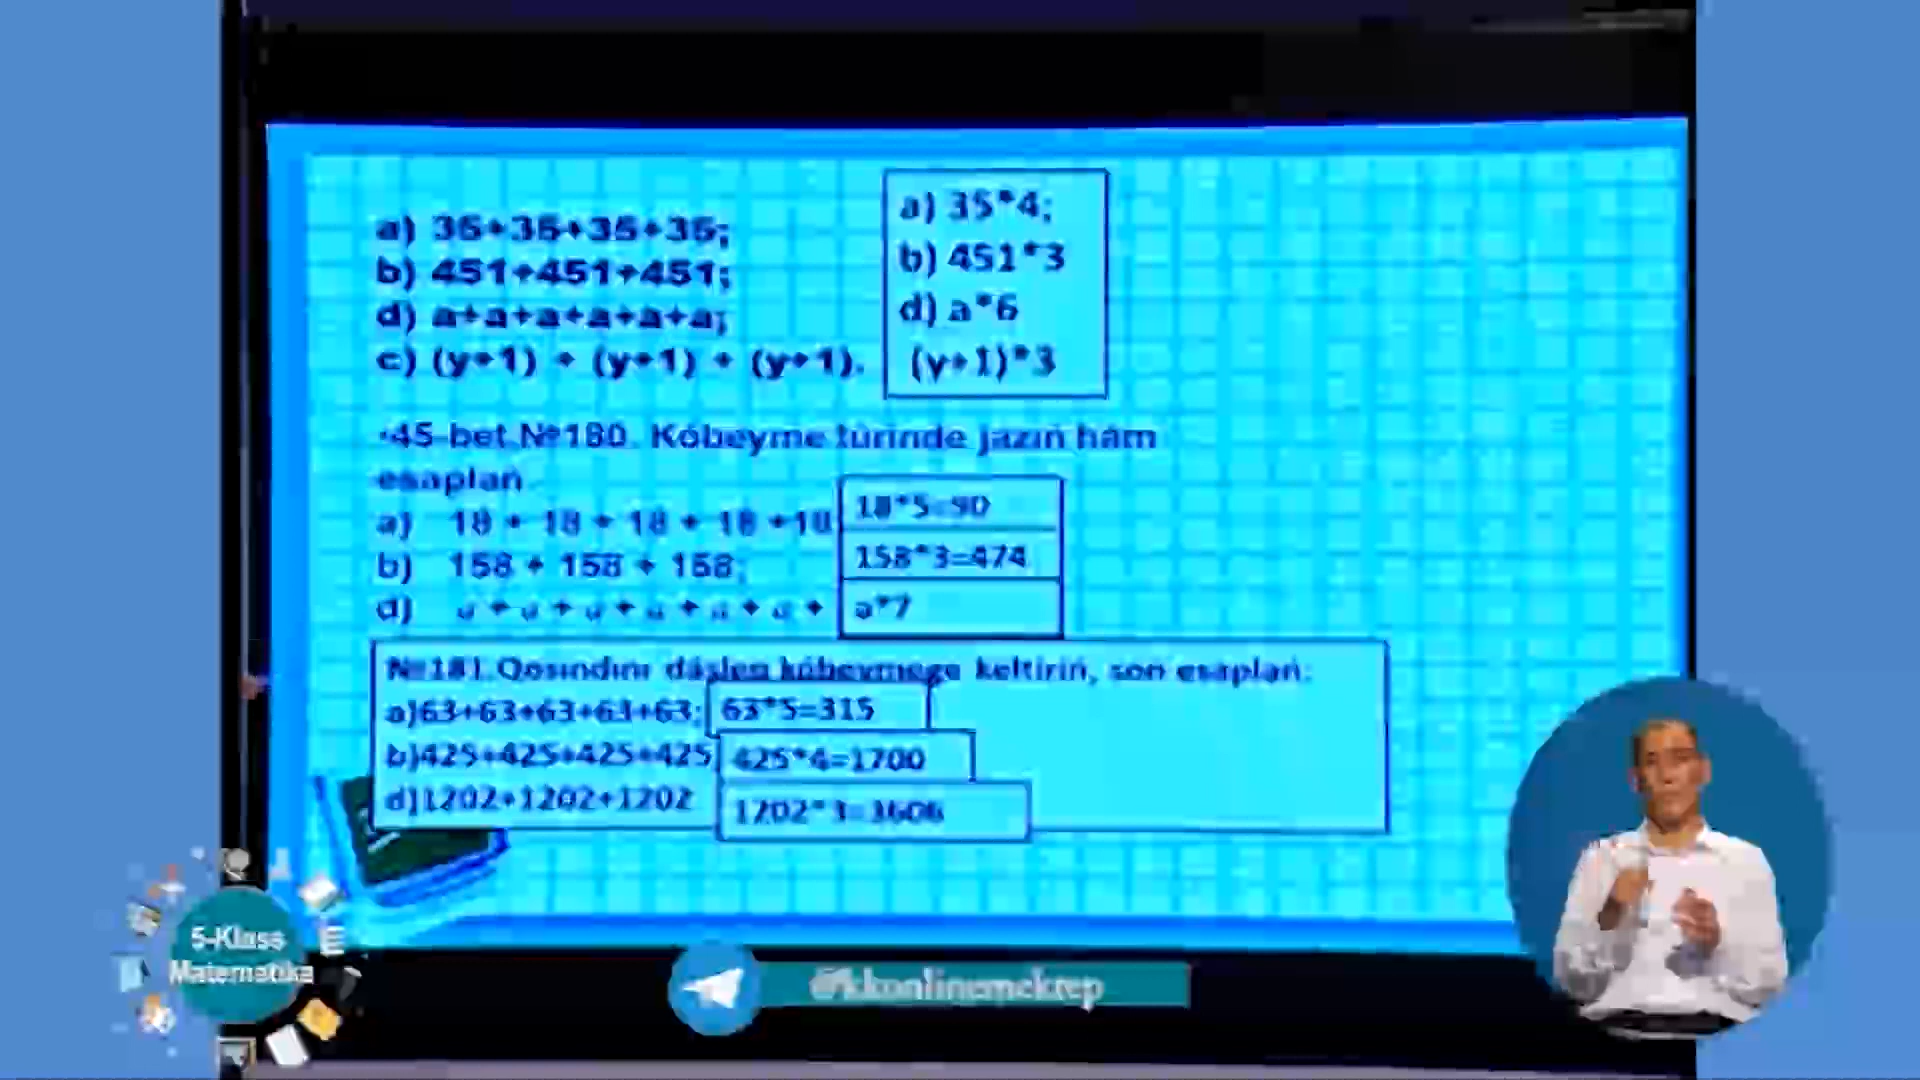 a) 35+35+35+35;
b) 451+451+451;
d) a+a+a+a+a+a;
c) (y+1) + (y+1) + (y+1).
a) 35*4;
b) 451*3
d) a*6
(y+1)*3
•45-bet.№180. Kóbeyme túrinde jazıń hám
esaplań
a) 18 + 18 + 18 + 18 +18
b) 158 + 158 + 158;
d) a + a + a + a + a + a +
18*5=90
158*3=474
a*7
№181.Qosındını dáslep kóbeymege keltiriń, soń esaplań:
a)63+63+63+63+63;
63*5=315
b)425+425+425+425
425*4=1700
d)1202+1202+1202
1202*3=3606
5-Klass
Matematika
@kkonlinemektep